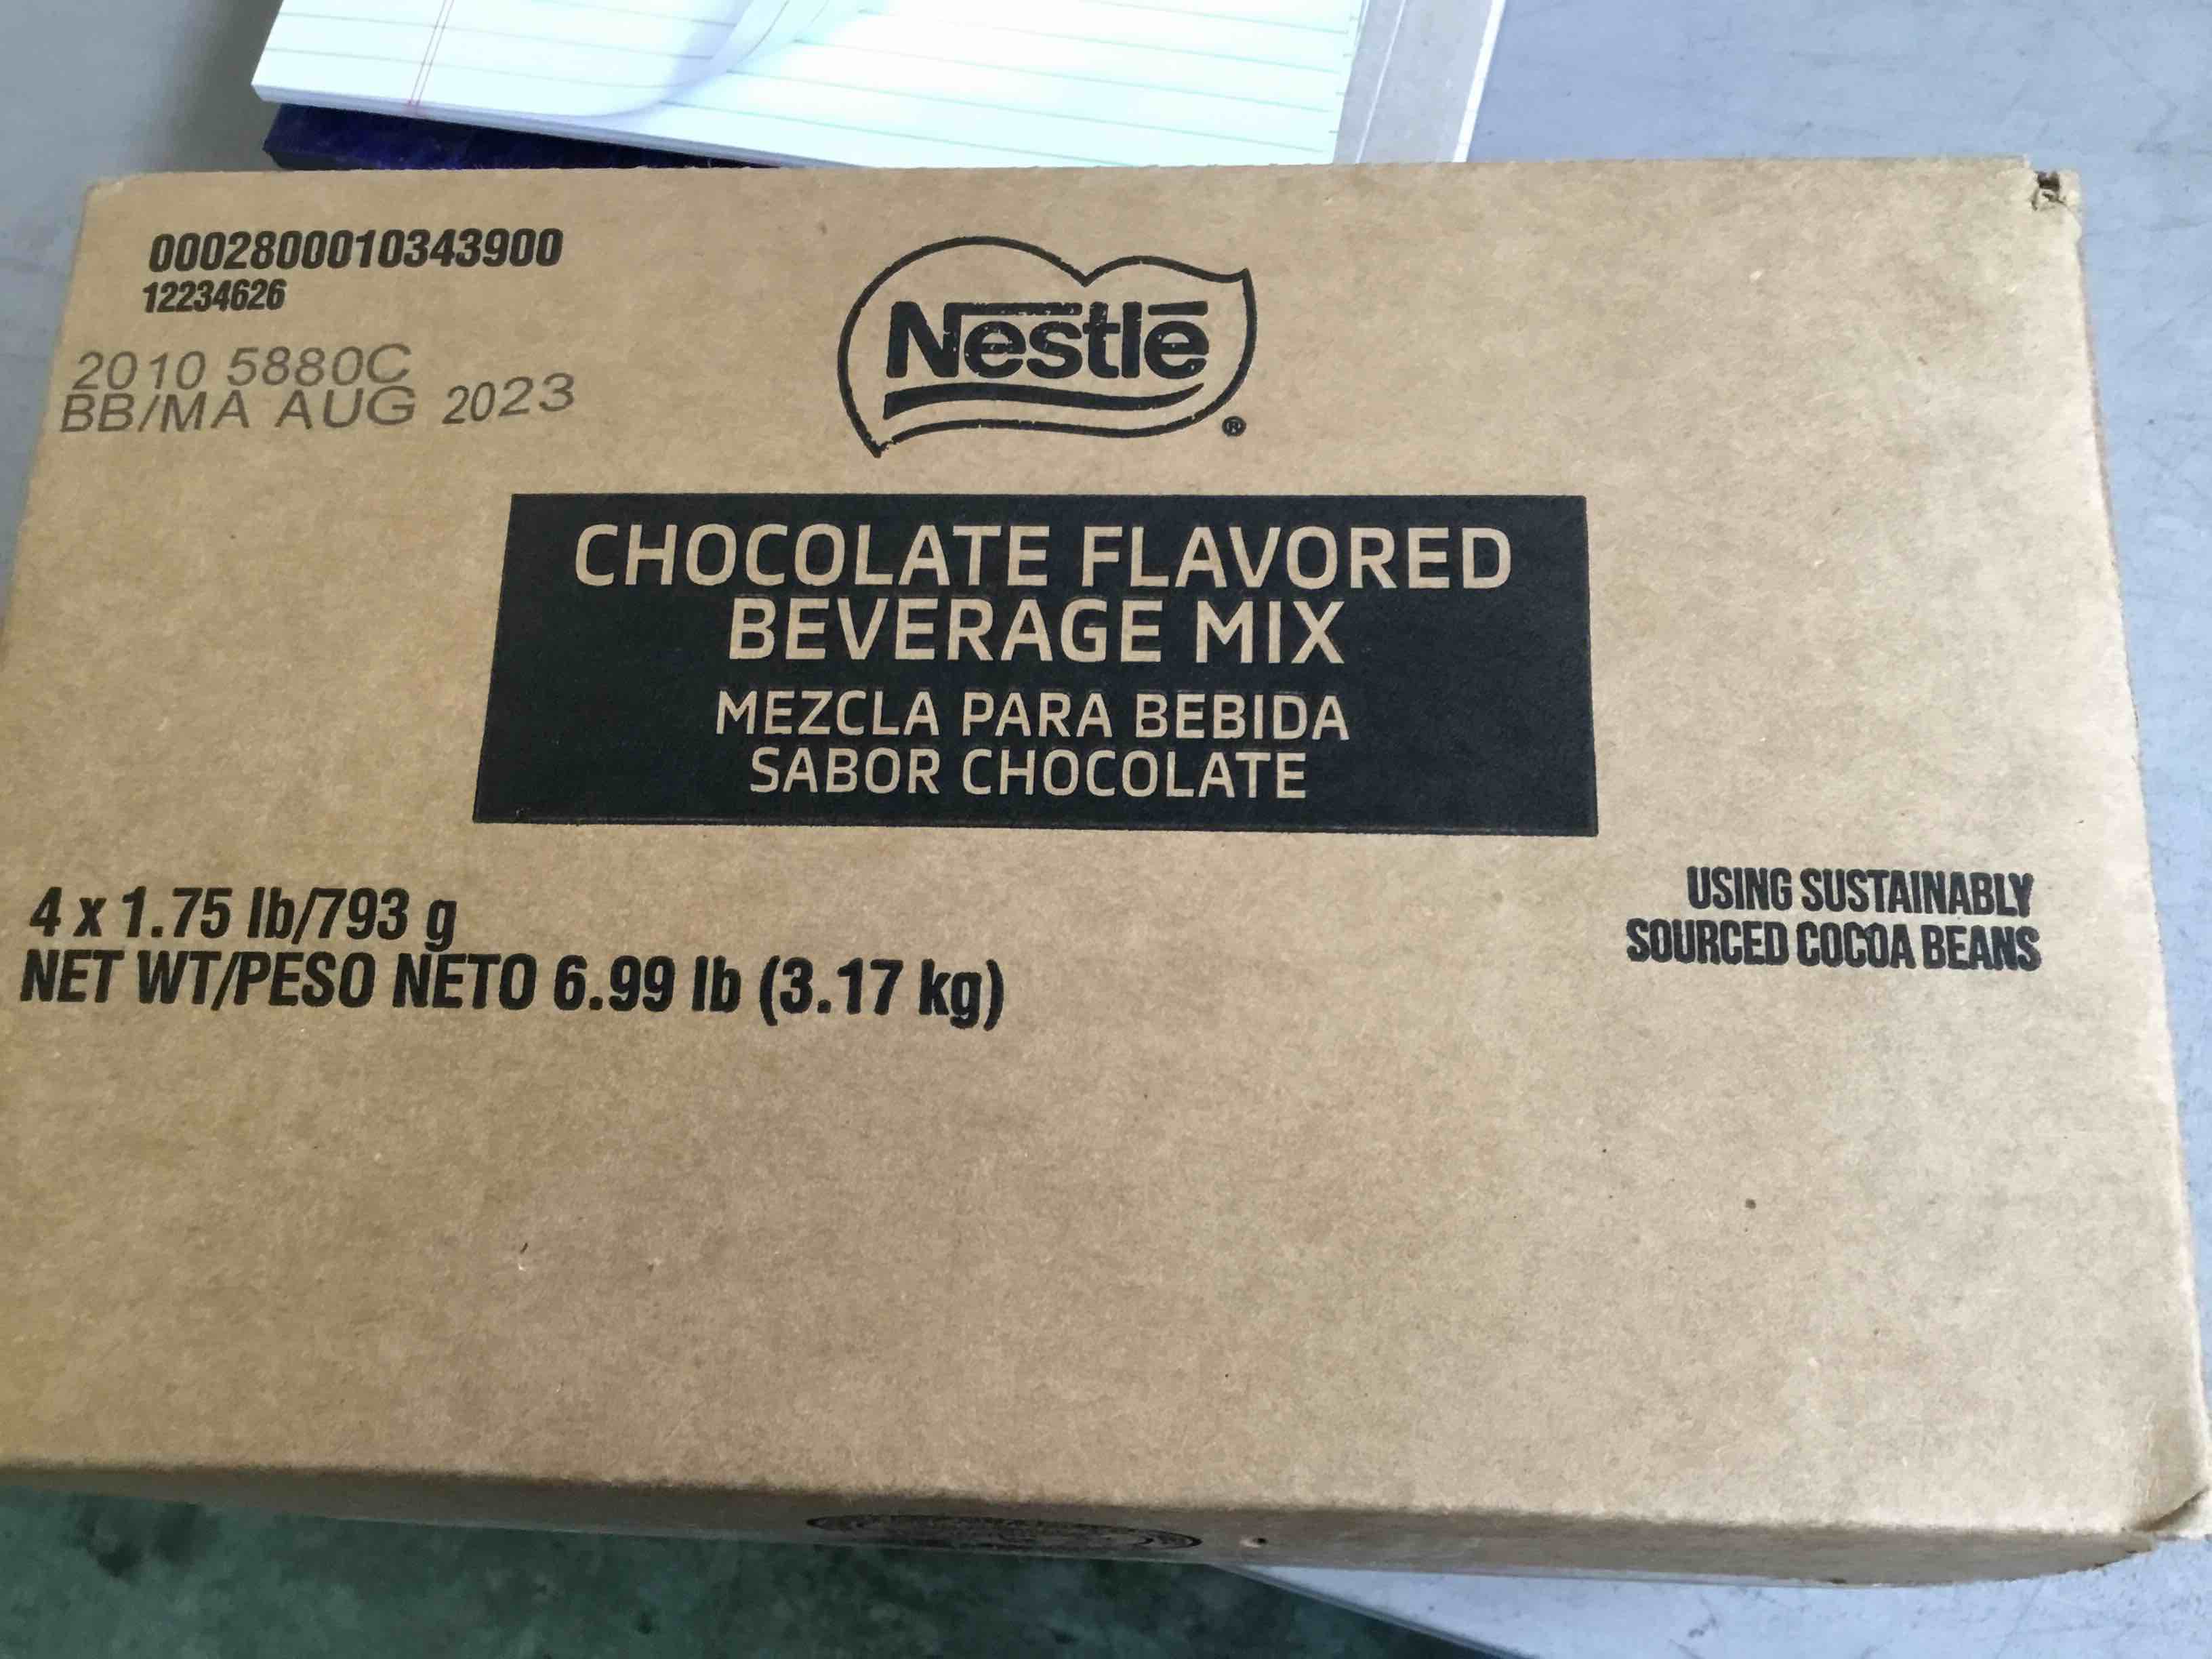 0002800010343900
12234626
2010 5880C
BB/MA AUG 2023
Nestlé
®
CHOCOLATE FLAVORED
BEVERAGE MIX
MEZCLA PARA BEBIDA
SABOR CHOCOLATE
4 x 1.75 lb/793 g
NET WT/PESO NETO 6.99 lb (3.17 kg)
USING SUSTAINABLY
SOURCED COCOA BEANS